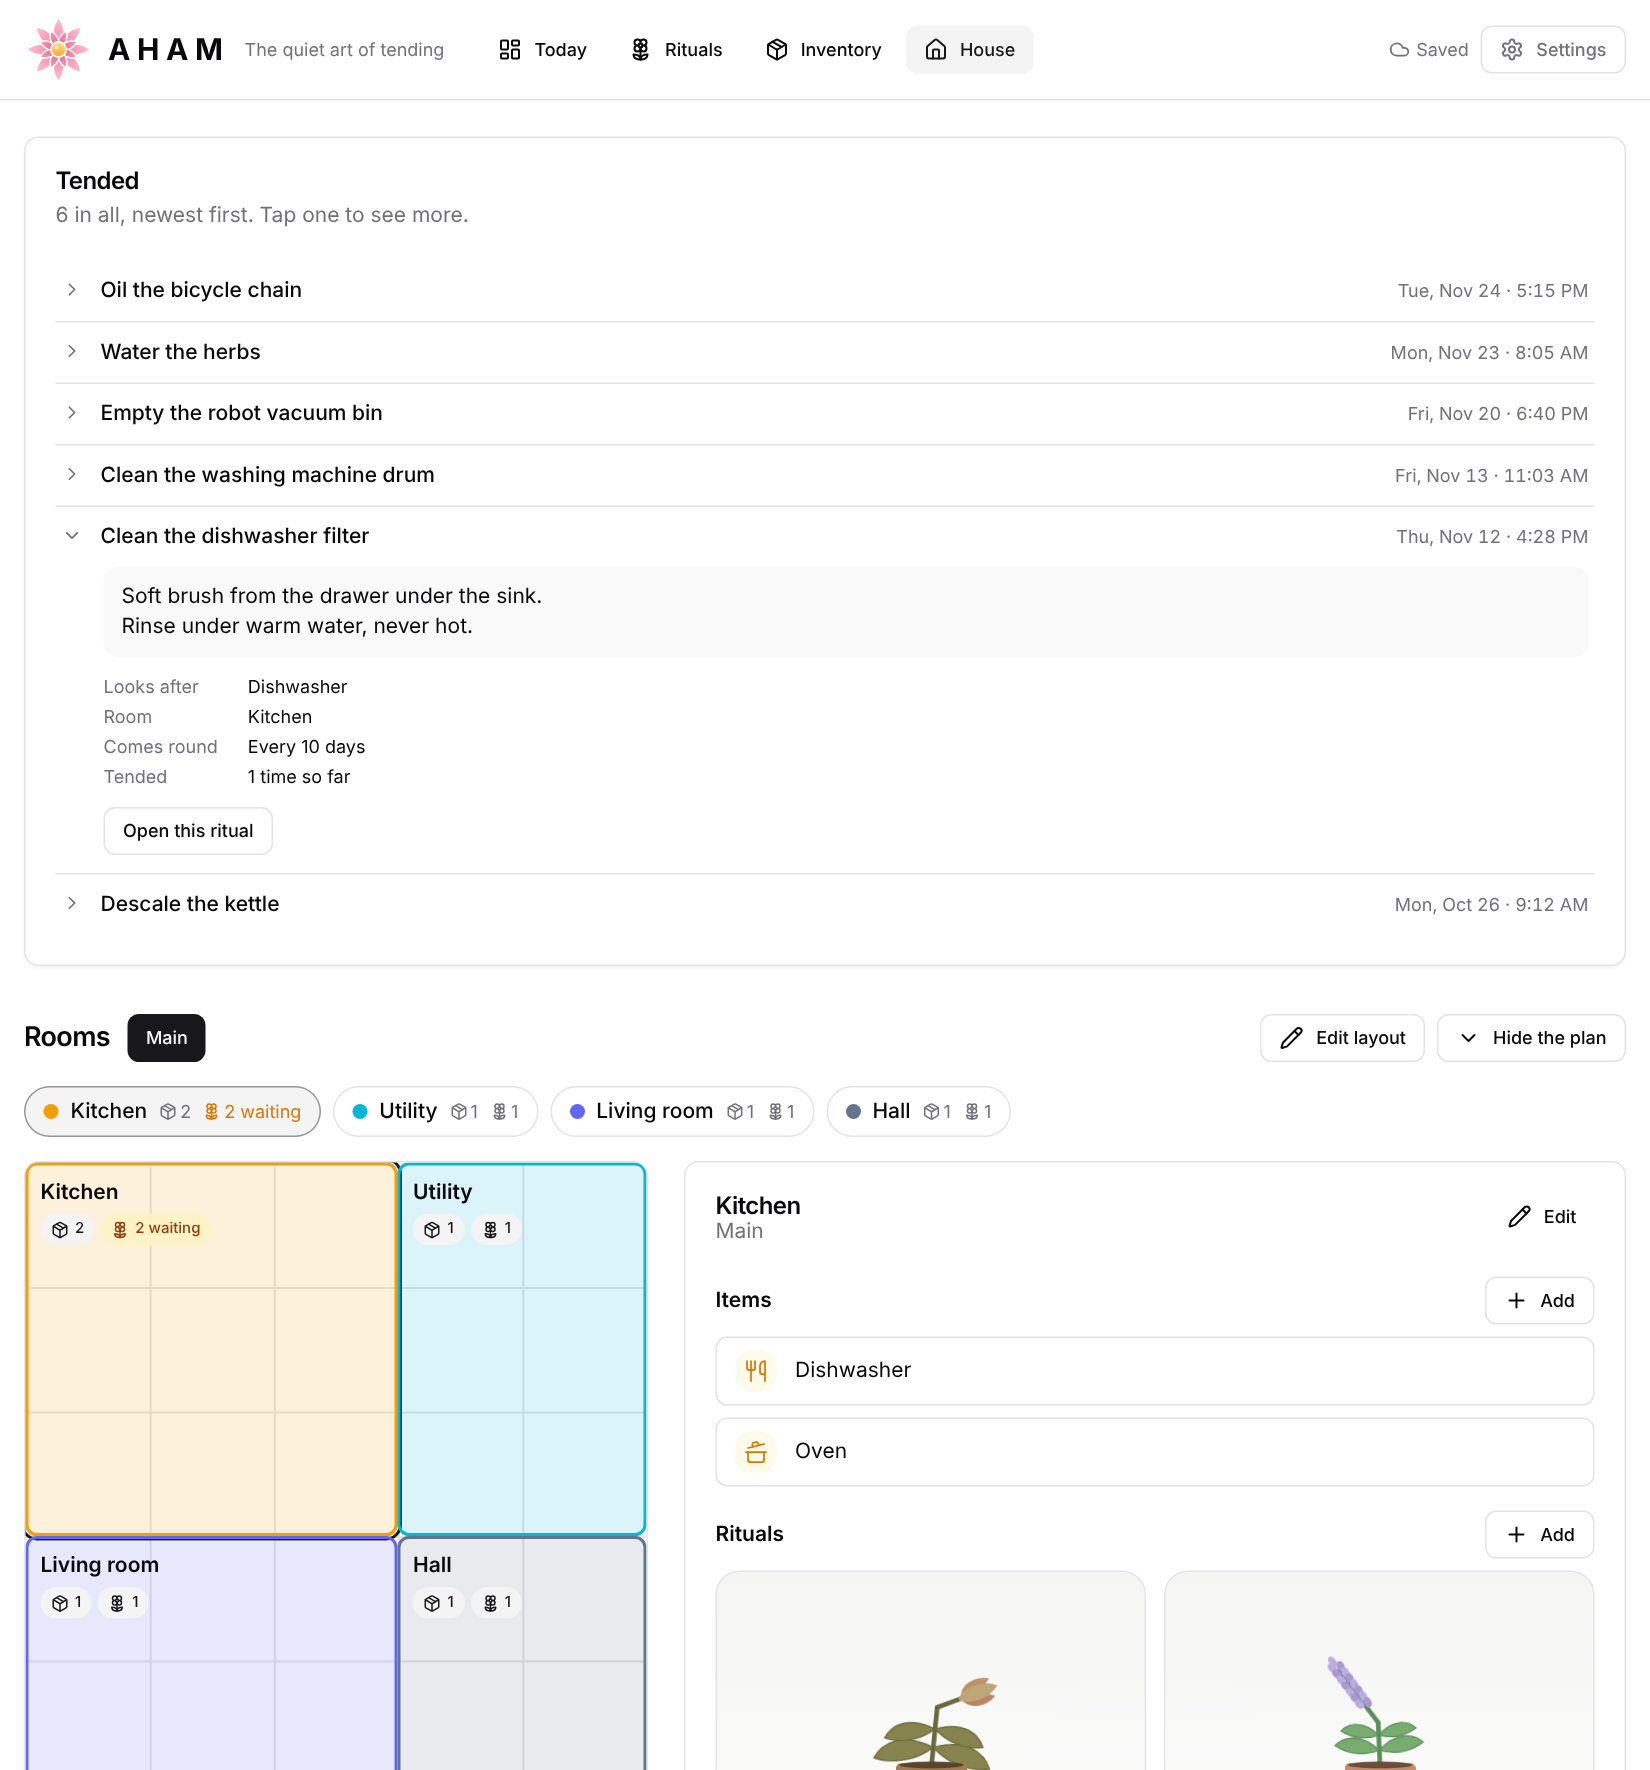 AHAM
The quiet art of tending
Today
Rituals
Inventory
House
Saved
Settings
Tended
6 in all, newest first. Tap one to see more.
Oil the bicycle chain
Tue, Nov 24 · 5:15 PM
Water the herbs
Mon, Nov 23 · 8:05 AM
Empty the robot vacuum bin
Fri, Nov 20 · 6:40 PM
Clean the washing machine drum
Fri, Nov 13 · 11:03 AM
Clean the dishwasher filter
Thu, Nov 12 · 4:28 PM
Soft brush from the drawer under the sink.
Rinse under warm water, never hot.
Looks after Dishwasher
Room Kitchen
Comes round Every 10 days
Tended 1 time so far
Open this ritual
Descale the kettle
Mon, Oct 26 · 9:12 AM
Rooms
Main
Edit layout
Hide the plan
Kitchen 2 2 waiting
Utility 1 1
Living room 1 1
Hall 1 1
Kitchen
2 2 waiting
Utility
1 1
Living room
1 1
Hall
1 1
Kitchen
Main
Edit
Items
Add
Dishwasher
Oven
Rituals
Add